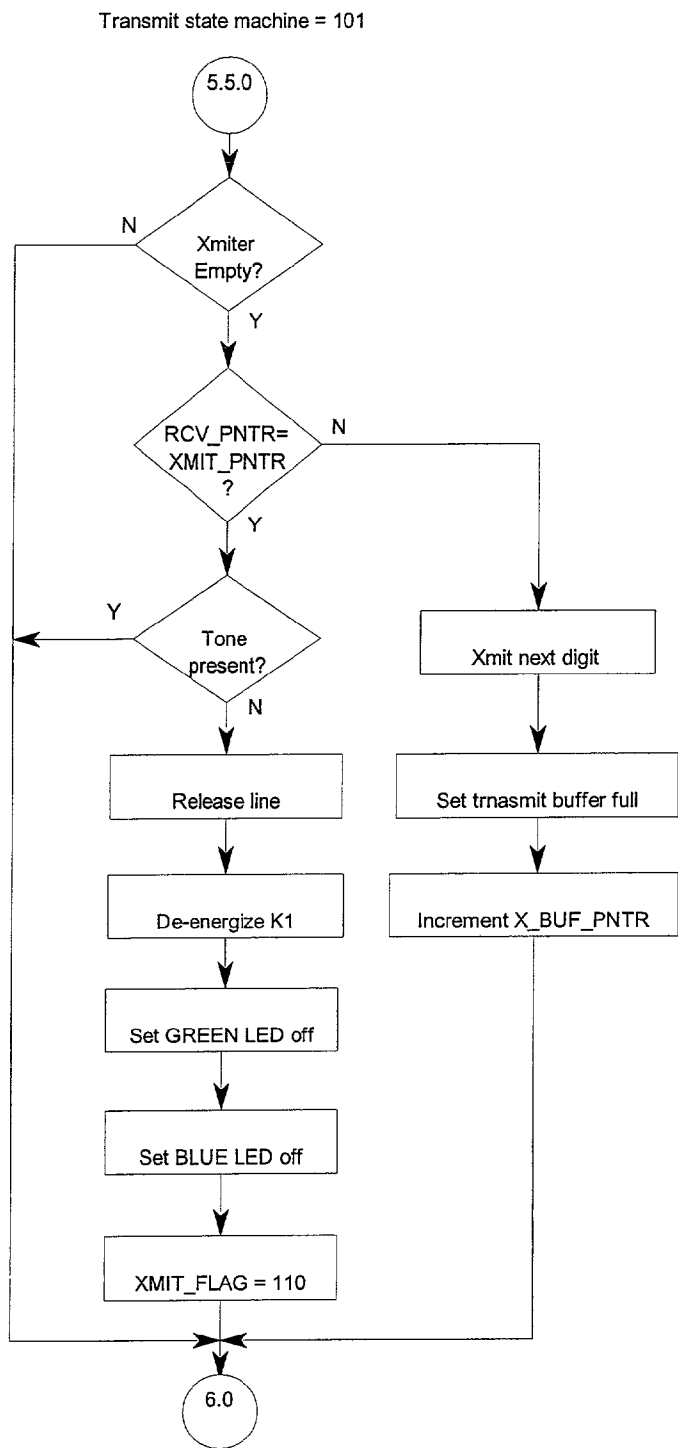 Transmit state machine = 101
5.5.0
N
Xmiter
Empty?
Y
RCV_PNTR=
XMIT_PNTR
?
N
Y
Y
Tone
present?
N
Xmit next digit
Release line
Set trnasmit buffer full
De-energize K1
Increment X_BUF_PNTR
Set GREEN LED off
Set BLUE LED off
XMIT_FLAG = 110
6.0